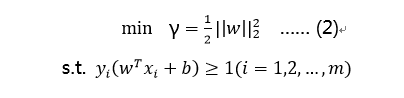 min γ = 1/2 ||w||₂² …… (2)↵
s.t. yᵢ(wᵀxᵢ + b) ≥ 1(i = 1,2, …, m)